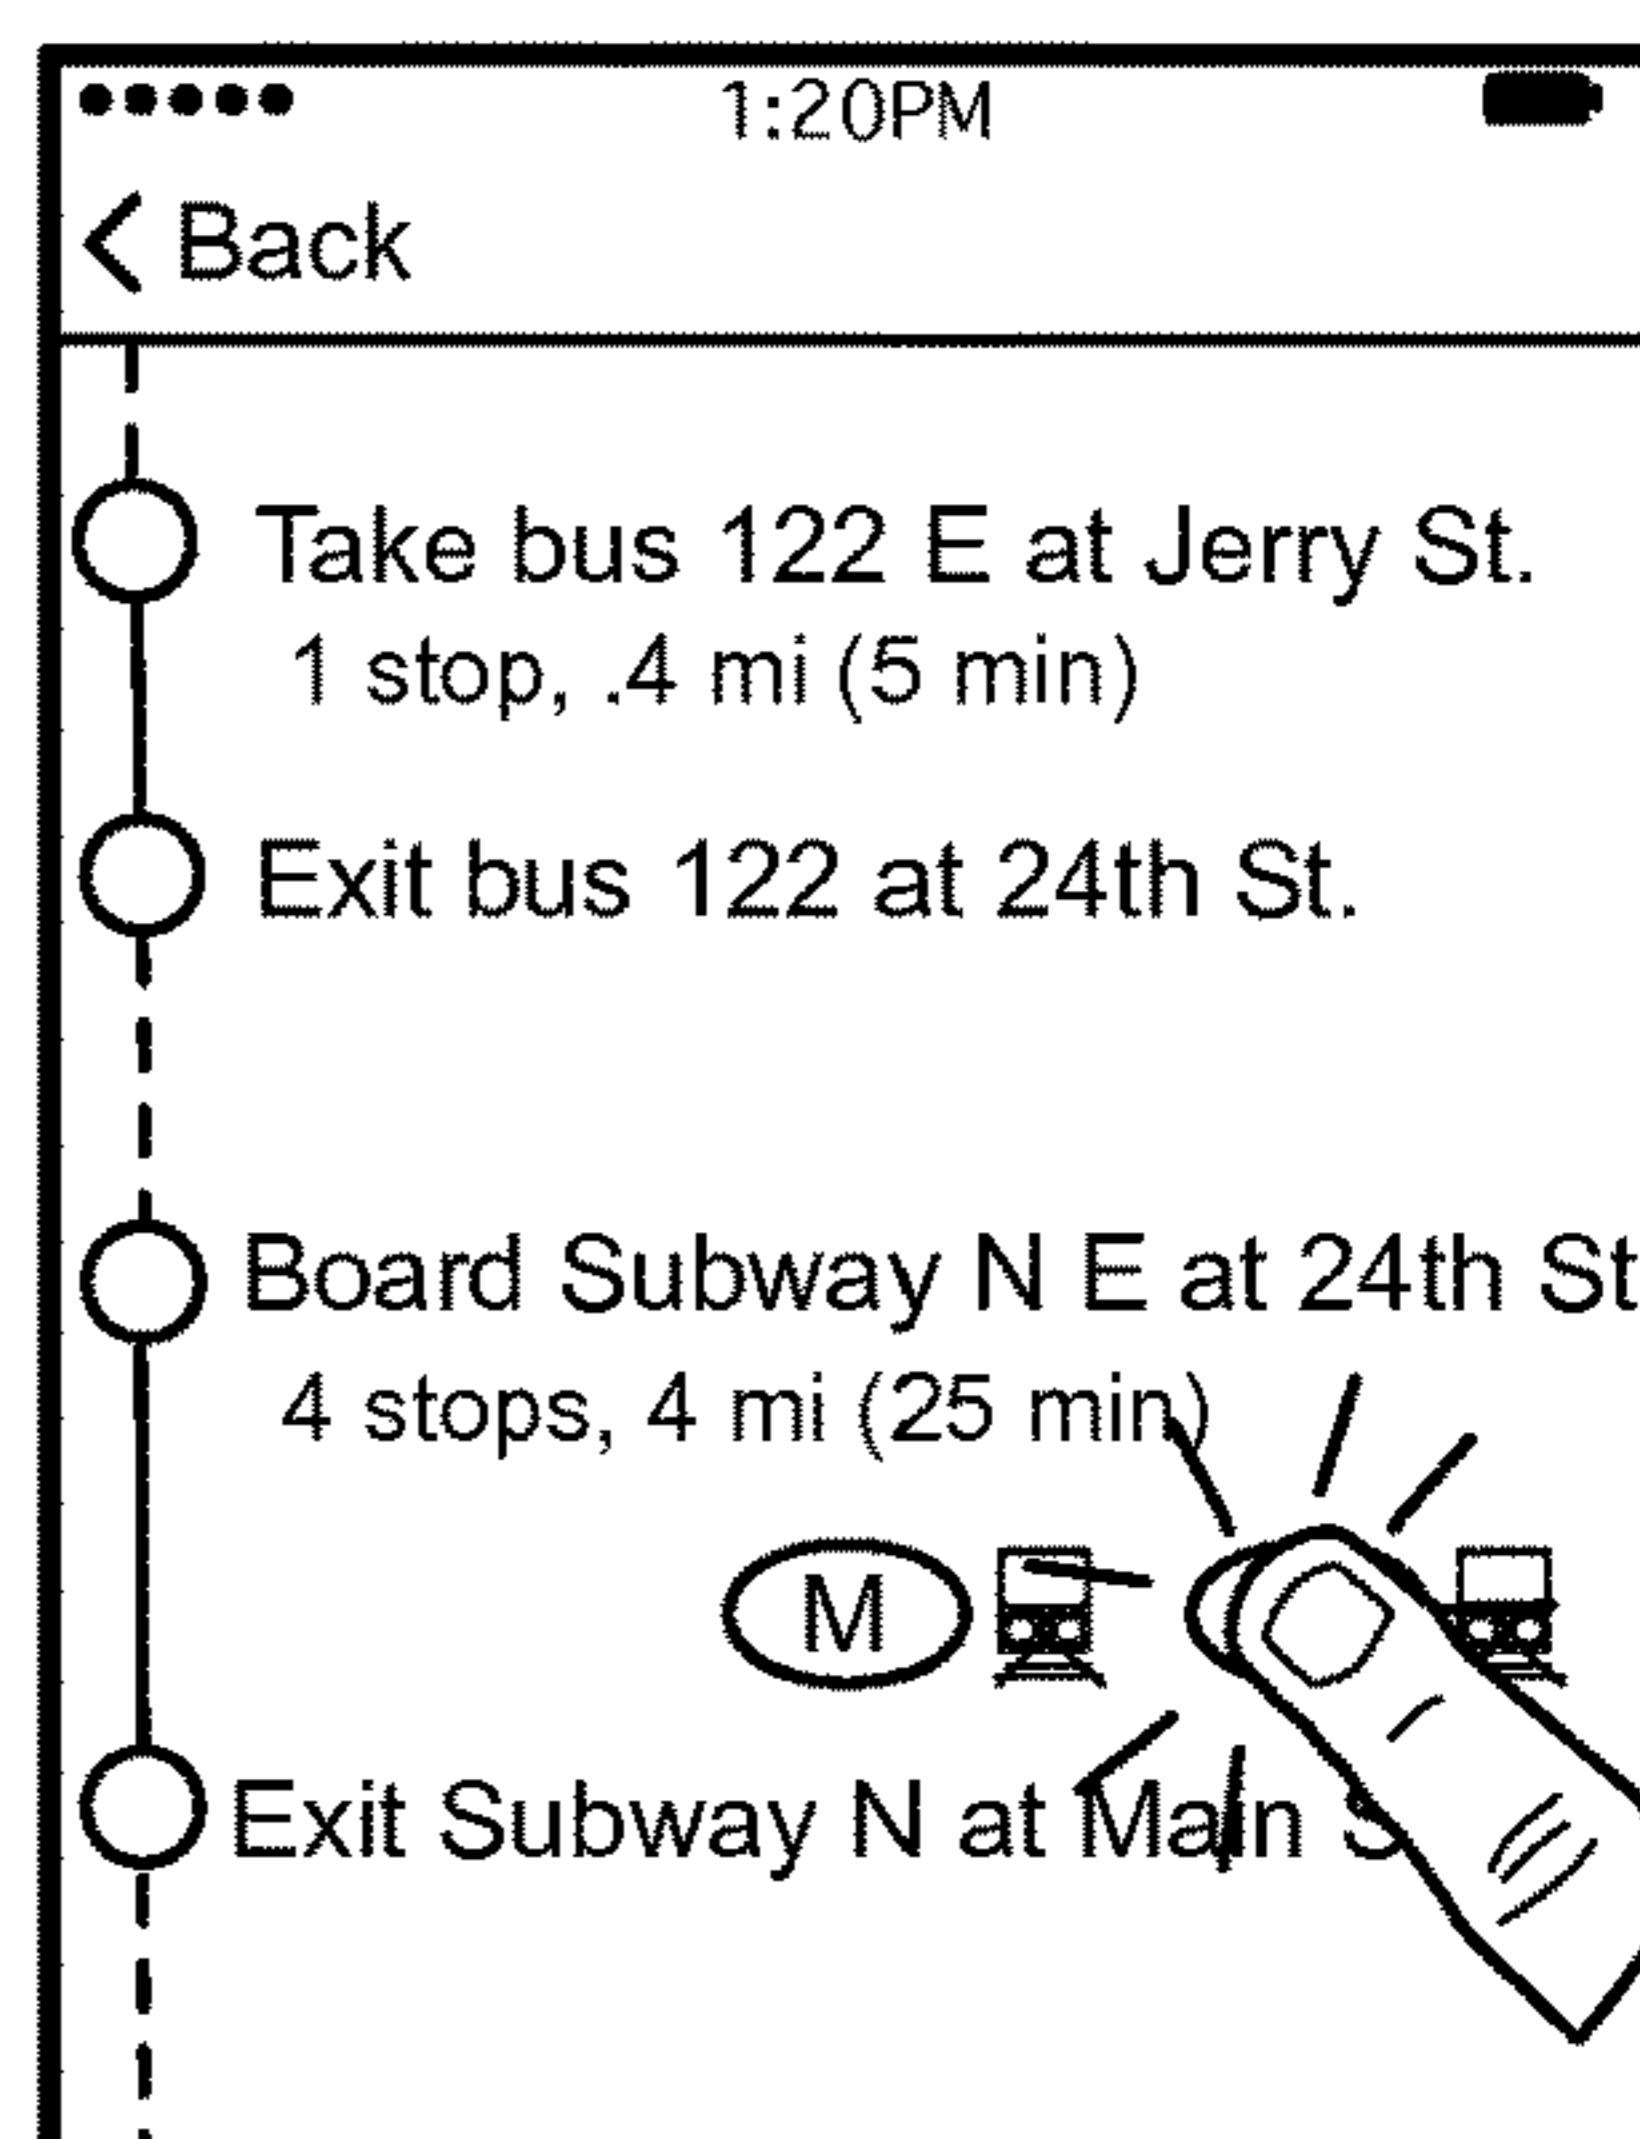 1:20PM
Back
Take bus 122 E at Jerry St.
1 stop, .4 mi (5 min)
Exit bus 122 at 24th St.
Board Subway N E at 24th St
4 stops, 4 mi (25 min)
M
Exit Subway N at Main S